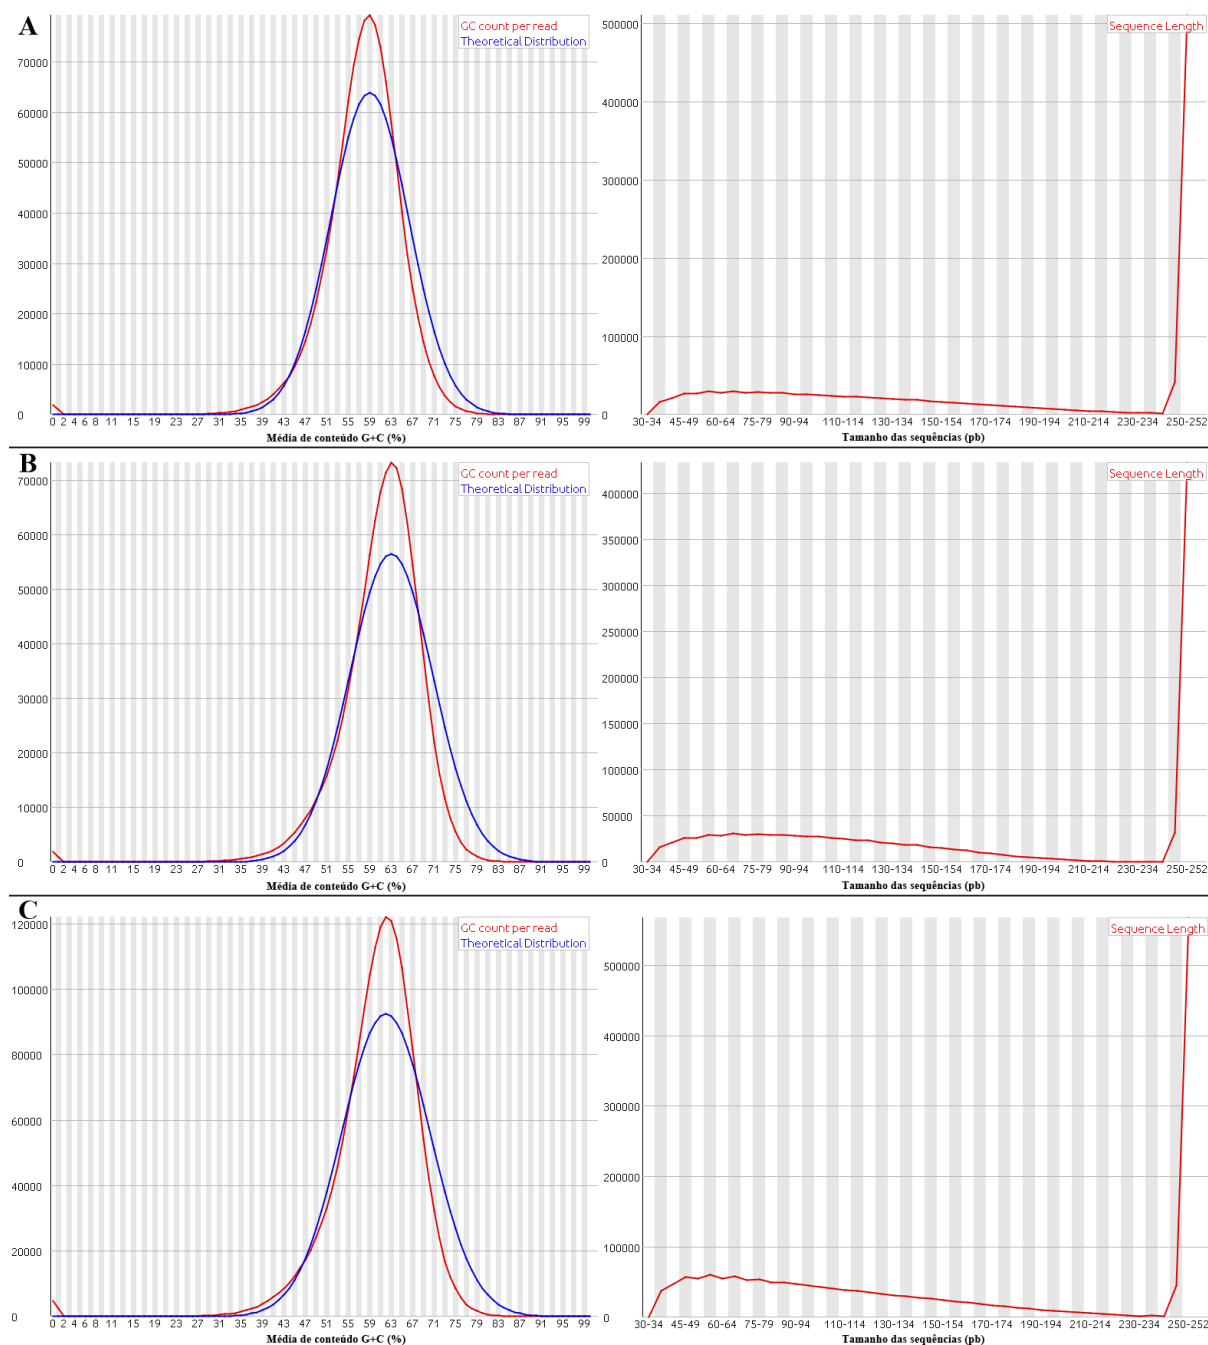 A
GC count per read
Theoretical Distribution
70000
60000
50000
40000
30000
20000
10000
0
0 2 4 6 8 11 15 19 23 27 31 35 39 43 47 51 55 59 63 67 71 75 79 83 87 91 95 99
Média de conteúdo G+C (%)
Sequence Length
500000
400000
300000
200000
100000
0
30-34 45-49 60-64 75-79 90-94 110-114 130-134 150-154 170-174 190-194 210-214 230-234 250-252
Tamanho das sequências (pb)
B
GC count per read
Theoretical Distribution
70000
60000
50000
40000
30000
20000
10000
0
0 2 4 6 8 11 15 19 23 27 31 35 39 43 47 51 55 59 63 67 71 75 79 83 87 91 95 99
Média de conteúdo G+C (%)
Sequence Length
400000
350000
300000
250000
200000
150000
100000
50000
0
30-34 45-49 60-64 75-79 90-94 110-114 130-134 150-154 170-174 190-194 210-214 230-234 250-252
Tamanho das sequências (pb)
C
GC count per read
Theoretical Distribution
120000
100000
80000
60000
40000
20000
0
0 2 4 6 8 11 15 19 23 27 31 35 39 43 47 51 55 59 63 67 71 75 79 83 87 91 95 99
Média de conteúdo G+C (%)
Sequence Length
500000
400000
300000
200000
100000
0
30-34 45-49 60-64 75-79 90-94 110-114 130-134 150-154 170-174 190-194 210-214 230-234 250-252
Tamanho das sequências (pb)